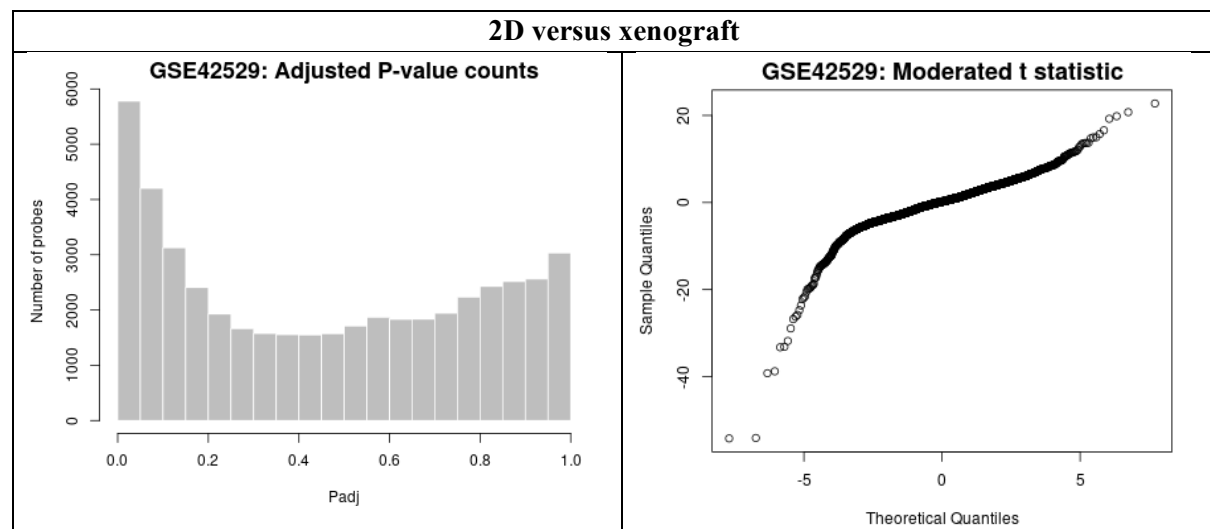 2D versus xenograft
GSE42529: Adjusted P-value counts
Number of probes
6000
5000
4000
3000
2000
1000
0
0.0 0.2 0.4 0.6 0.8 1.0
Padj
GSE42529: Moderated t statistic
Sample Quantiles
20
0
-20
-40
-5 0 5
Theoretical Quantiles